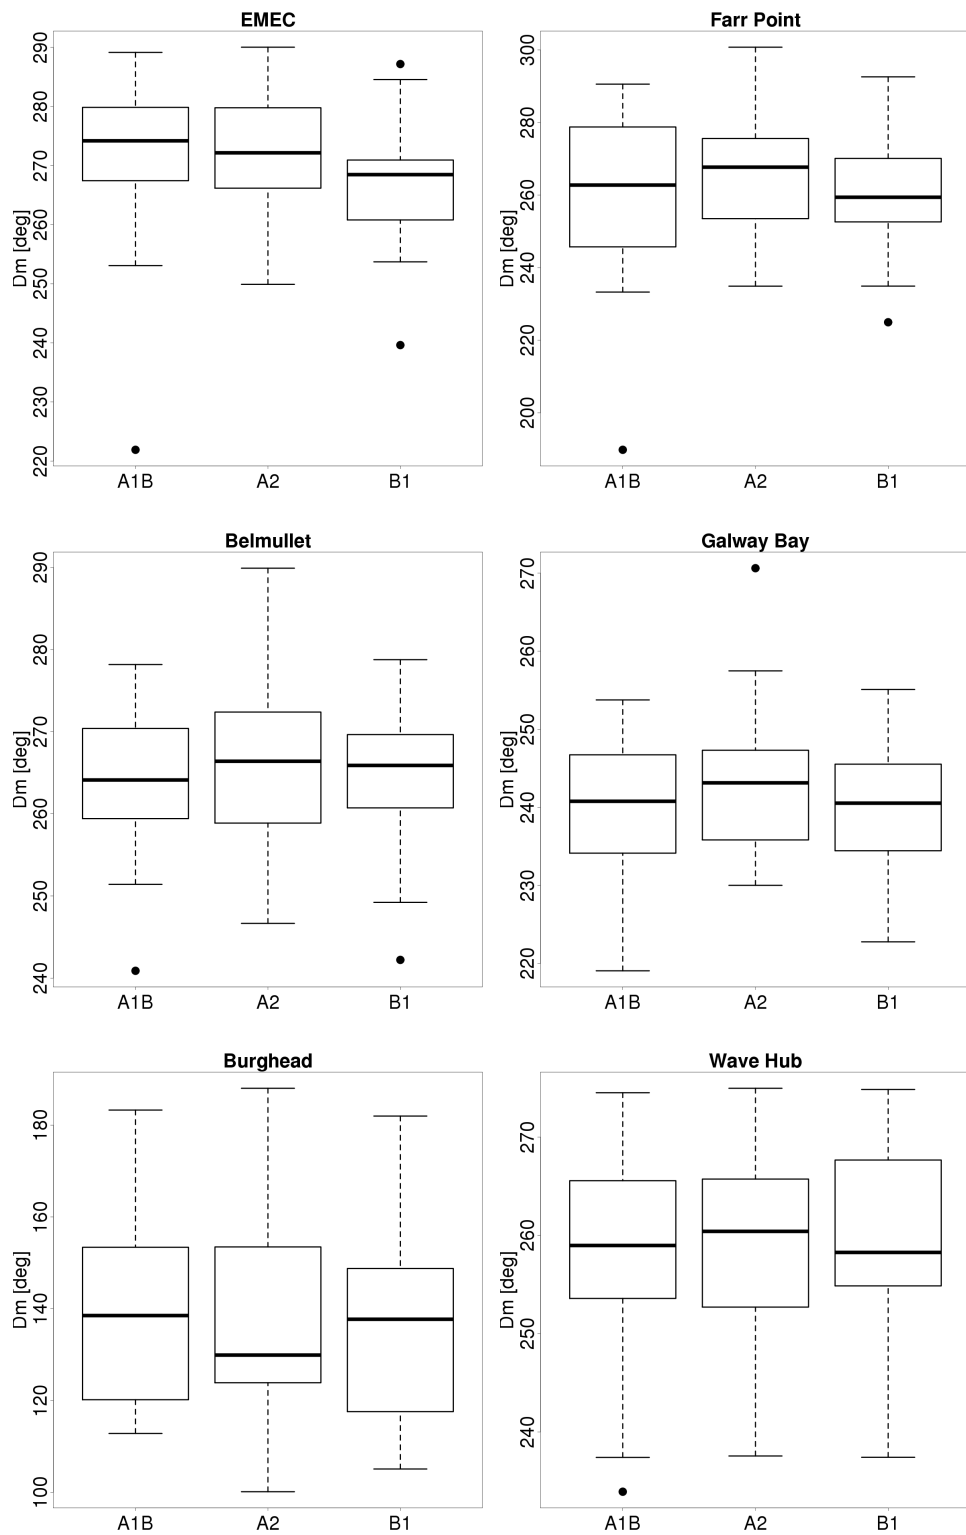 EMEC
Dm [deg]
290
280
270
260
250
240
230
220
A1B A2 B1
Farr Point
Dm [deg]
300
280
260
240
220
200
A1B A2 B1
Belmullet
Dm [deg]
290
280
270
260
250
240
A1B A2 B1
Galway Bay
Dm [deg]
270
260
250
240
230
220
A1B A2 B1
Burghead
Dm [deg]
180
160
140
120
100
A1B A2 B1
Wave Hub
Dm [deg]
270
260
250
240
A1B A2 B1